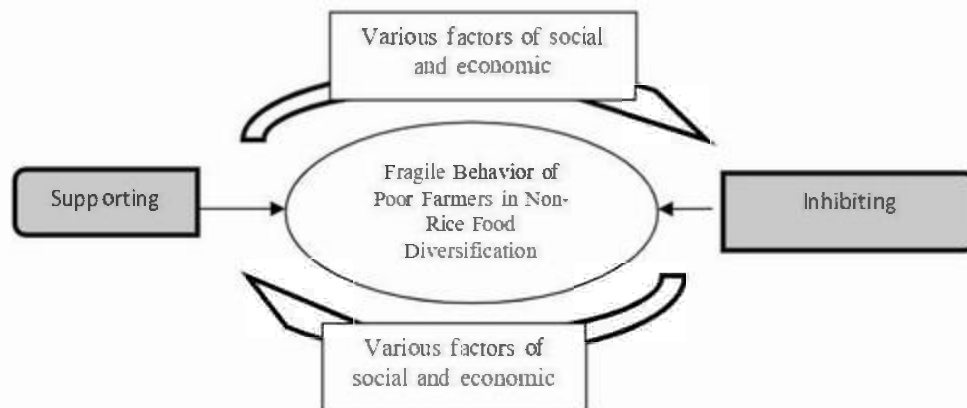 Various factors of social
and economic
Supporting
Fragile Behavior of
Poor Farmers in Non-
Rice Food
Diversification
Inhibiting
Various factors of
social and economic